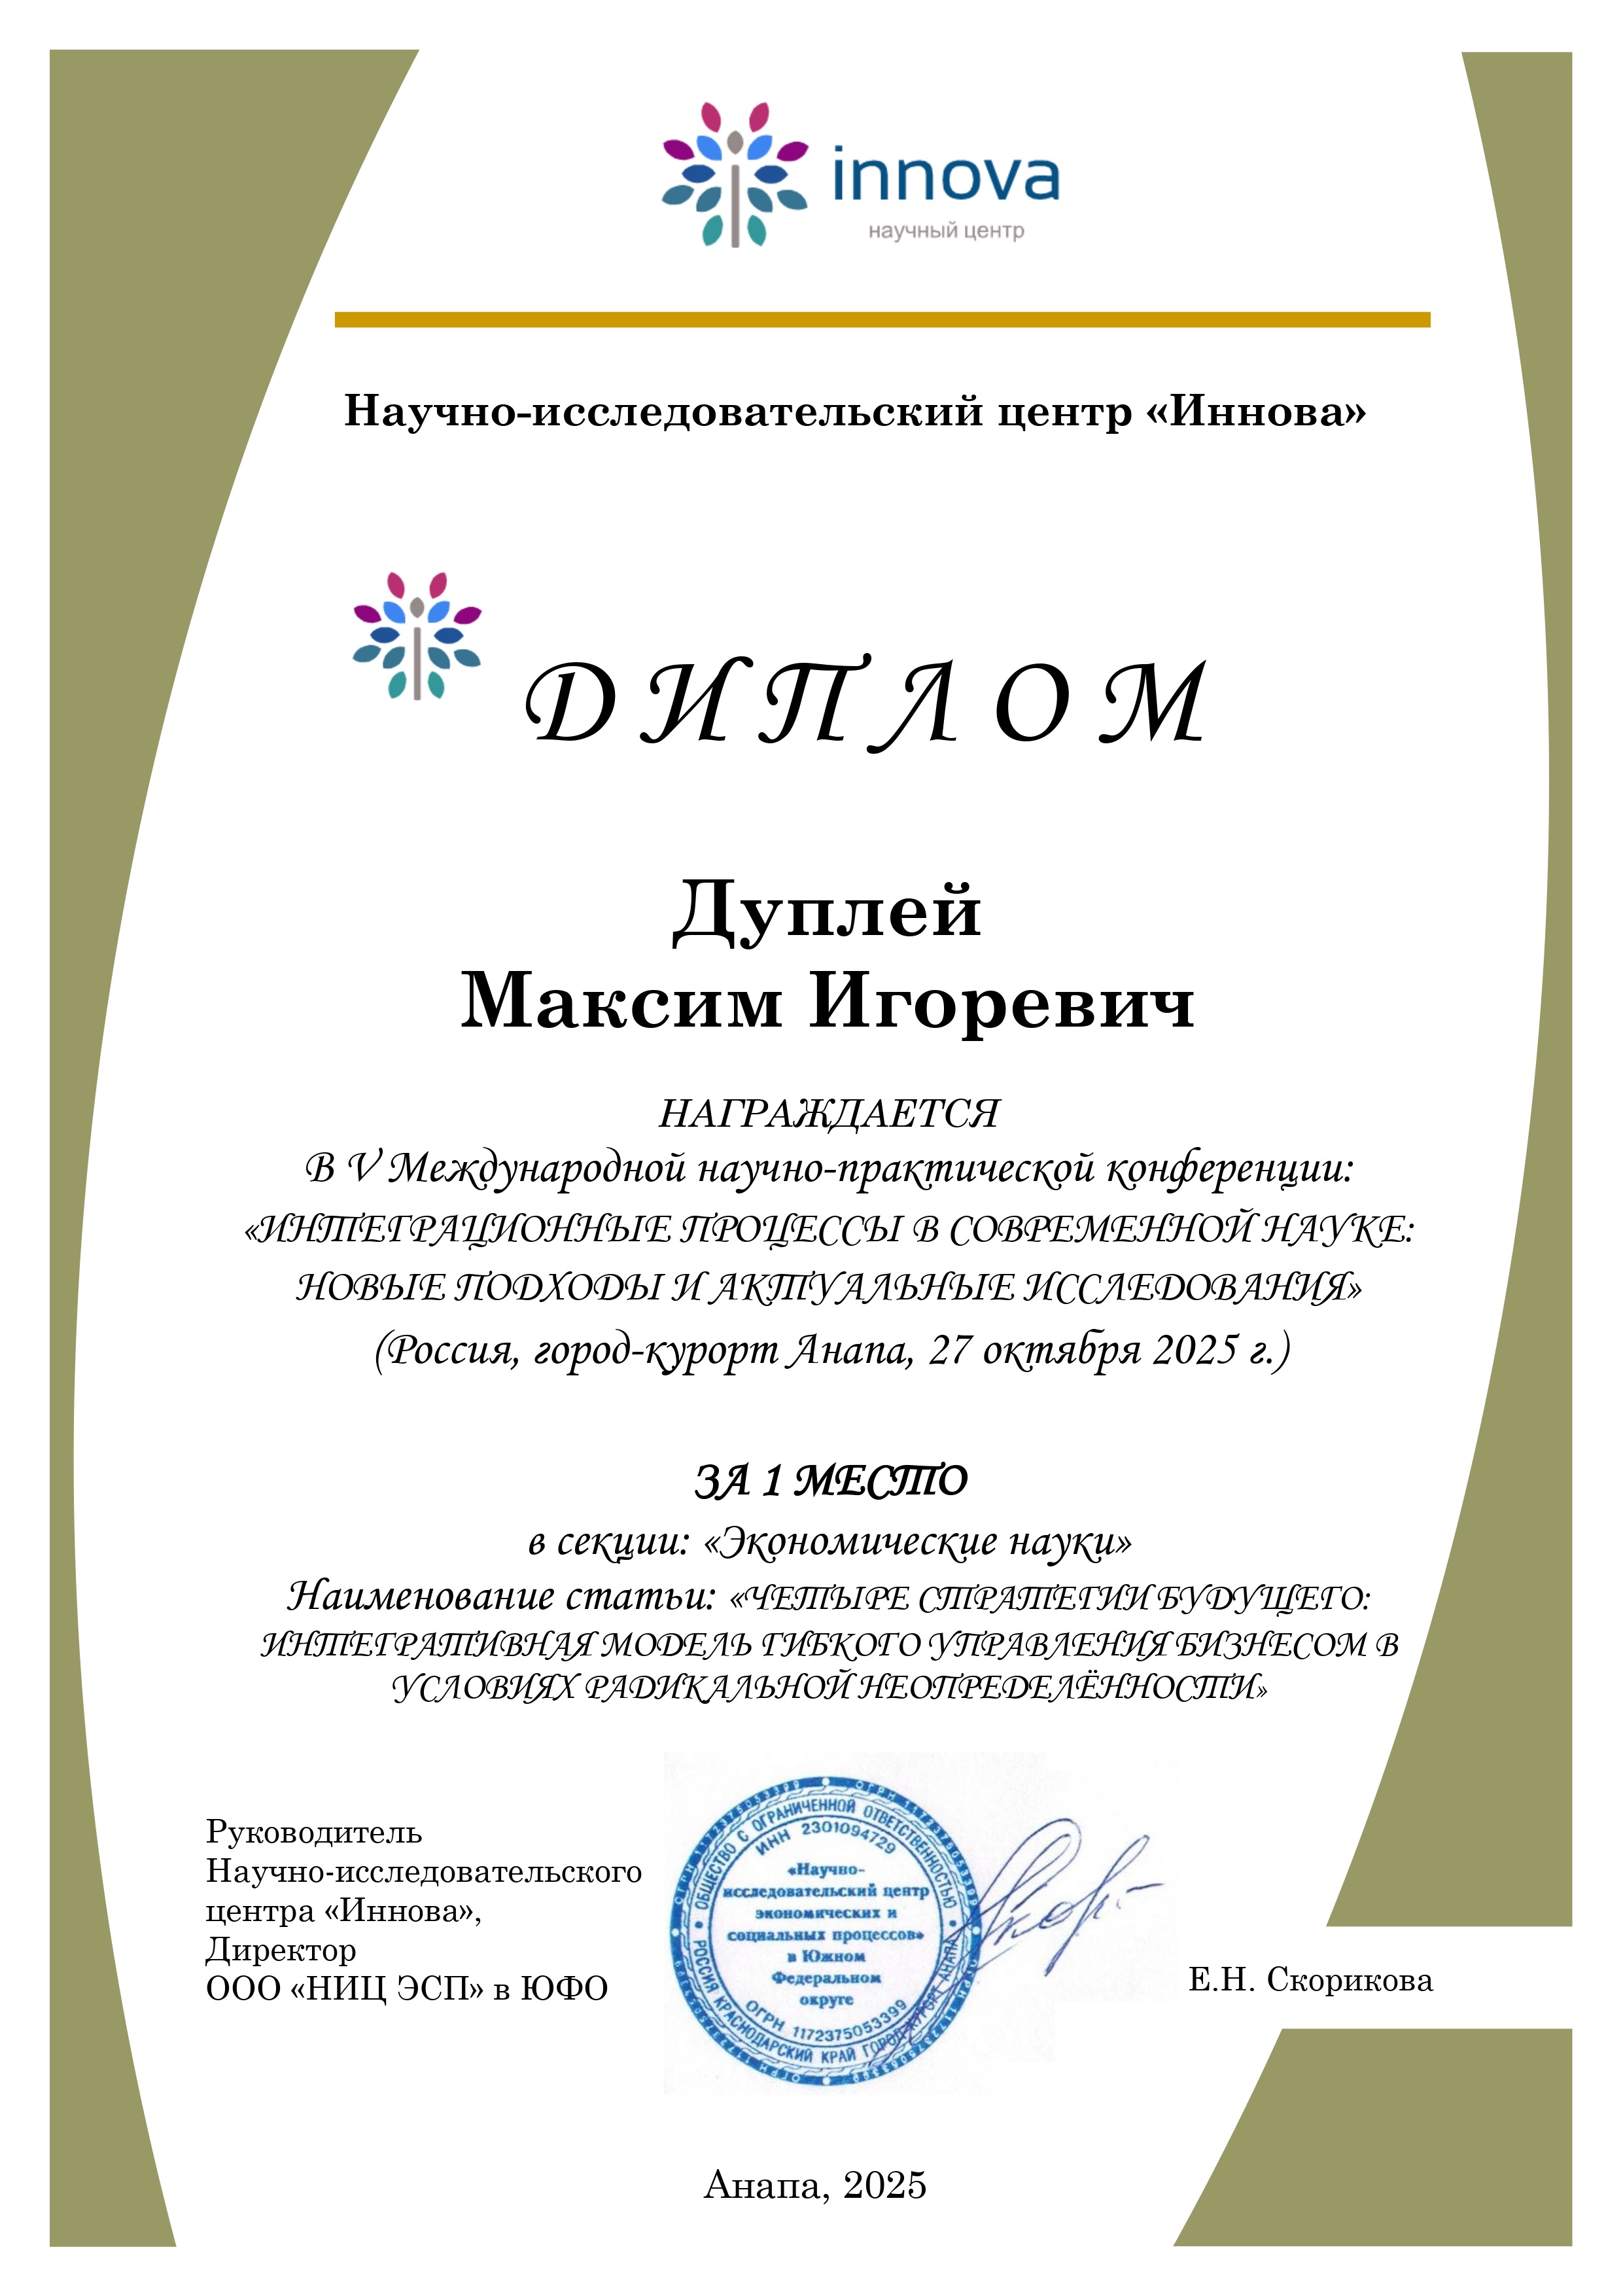 innova
научный центр
Научно-исследовательский центр «Иннова»
ДИПЛОМ
Дуплей
Максим Игоревич
НАГРАЖДАЕТСЯ
В V Международной научно-практической конференции:
«ИНТЕГРАЦИОННЫЕ ПРОЦЕССЫ В СОВРЕМЕННОЙ НАУКЕ:
НОВЫЕ ПОДХОДЫ И АКТУАЛЬНЫЕ ИССЛЕДОВАНИЯ»
(Россия, город-курорт Анапа, 27 октября 2025 г.)
ЗА 1 МЕСТО
в секции: «Экономические науки»
Наименование статьи: «ЧЕТЫРЕ СТРАТЕГИИ БУДУЩЕГО:
ИНТЕГРАТИВНАЯ МОДЕЛЬ ГИБКОГО УПРАВЛЕНИЯ БИЗНЕСОМ В
УСЛОВИЯХ РАДИКАЛЬНОЙ НЕОПРЕДЕЛЁННОСТИ»
Руководитель
Научно-исследовательского
центра «Иннова»,
Директор
ООО «НИЦ ЭСП» в ЮФО
ОБЩЕСТВО С ОГРАНИЧЕННОЙ ОТВЕТСТВЕННОСТЬЮ
ИНН 2301094729
«Научно-
исследовательский центр
экономических и
социальных процессов»
в Южном
Федеральном
округе
ОГРН 1172375053399
РОССИЯ КРАСНОДАРСКИЙ КРАЙ ГОРОД-КУРОРТ АНАПА
Е.Н. Скорикова
Анапа, 2025